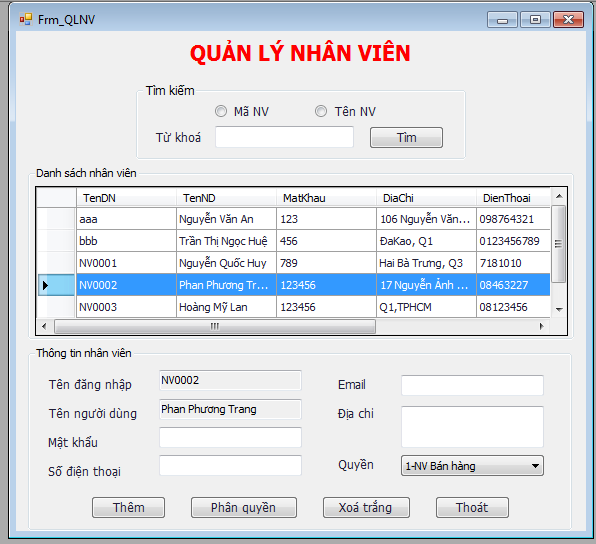 Frm_QLNV
QUẢN LÝ NHÂN VIÊN
Tìm kiếm
Mã NV Tên NV
Từ khoá Tìm
Danh sách nhân viên
TenDN TenND MatKhau DiaChi DienThoai
aaa Nguyễn Văn An 123 106 Nguyễn Văn... 098764321
bbb Trần Thị Ngọc Huệ 456 ĐaKao, Q1 0123456789
NV0001 Nguyễn Quốc Huy 789 Hai Bà Trưng, Q3 7181010
NV0002 Phan Phương Tr... 123456 17 Nguyễn Ảnh ... 08463227
NV0003 Hoàng Mỹ Lan 123456 Q1,TPHCM 08123456
Thông tin nhân viên
Tên đăng nhập NV0002 Email
Tên người dùng Phan Phương Trang Địa chỉ
Mật khẩu
Số điện thoại Quyền 1-NV Bán hàng
Thêm Phân quyền Xoá trắng Thoát